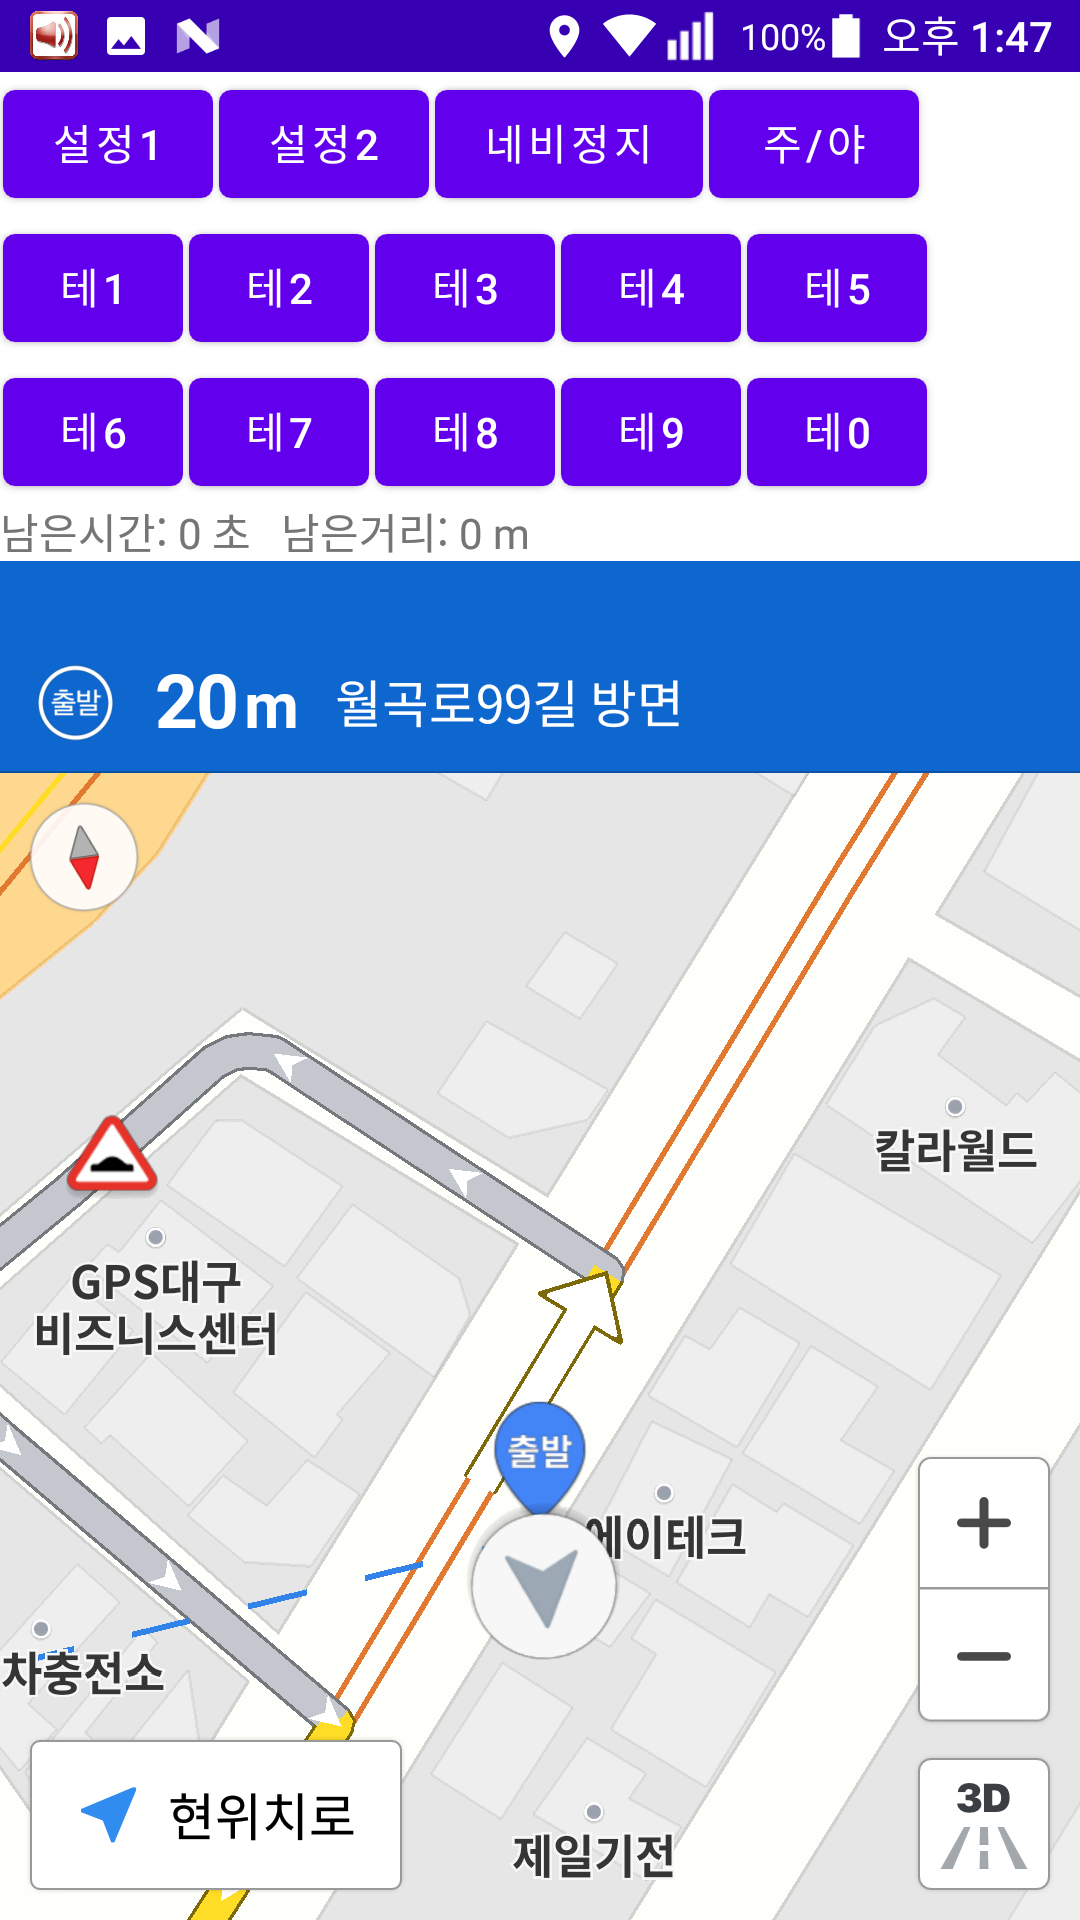 100% 오후 1:47
설정1 설정2 네비정지 주/야
테1 테2 테3 테4 테5
테6 테7 테8 테9 테0
남은시간: 0 초 남은거리: 0 m
출발 20m 월곡로99길 방면
칼라월드
GPS대구
비즈니스센터
출발
에이테크
차충전소
현위치로
3D
제일기전